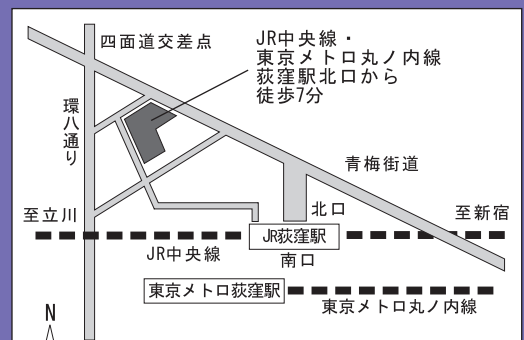 四面道交差点
JR中央線・
東京メトロ丸ノ内線
荻窪駅北口から
徒歩7分
環八通り
青梅街道
至立川
北口
至新宿
JR荻窪駅
JR中央線
南口
東京メトロ荻窪駅
東京メトロ丸ノ内線
N